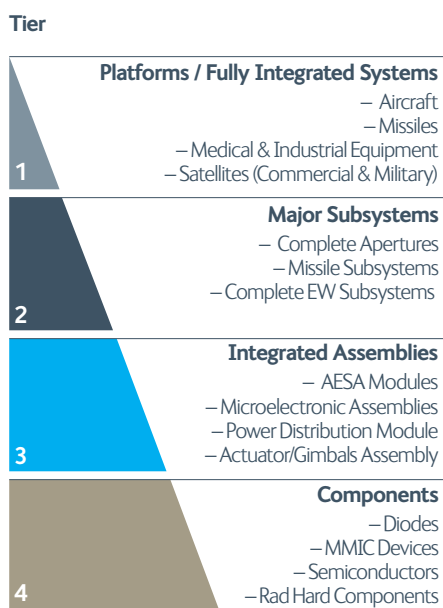 Tier
Platforms / Fully Integrated Systems
– Aircraft
– Missiles
– Medical & Industrial Equipment
– Satellites (Commercial & Military)
1
Major Subsystems
– Complete Apertures
– Missile Subsystems
– Complete EW Subsystems
2
Integrated Assemblies
– AESA Modules
– Microelectronic Assemblies
– Power Distribution Module
– Actuator/Gimbals Assembly
3
Components
– Diodes
– MMIC Devices
– Semiconductors
– Rad Hard Components
4